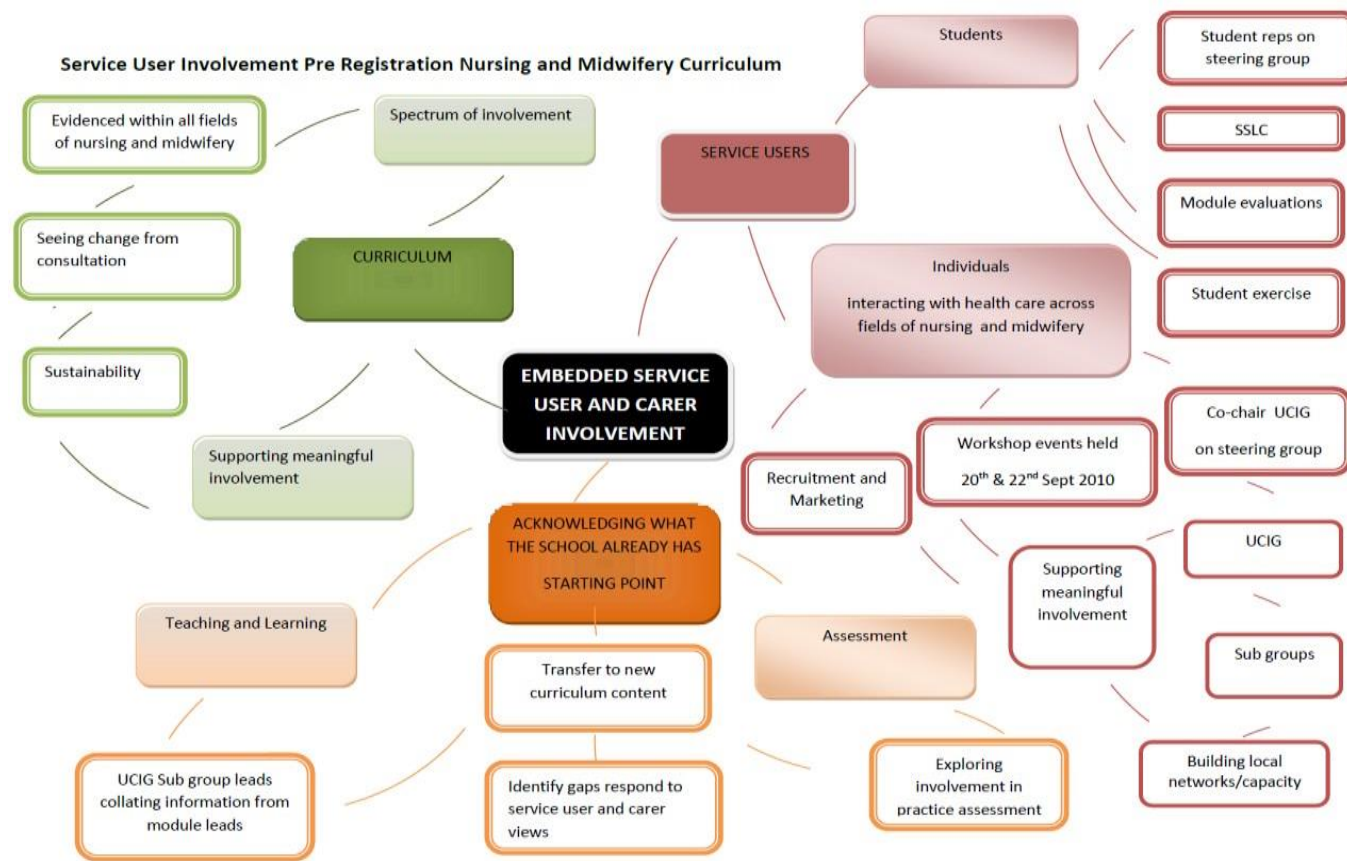 Service User Involvement Pre Registration Nursing and Midwifery Curriculum
Evidenced within all fields
of nursing and midwifery
Spectrum of involvement
Seeing change from
consultation
CURRICULUM
Sustainability
Supporting meaningful
involvement
EMBEDDED SERVICE
USER AND CARER
INVOLVEMENT
SERVICE USERS
Students
Student reps on
steering group
SSLC
Module evaluations
Student exercise
Individuals
interacting with health care across
fields of nursing and midwifery
Recruitment and
Marketing
Workshop events held
20th & 22nd Sept 2010
Co-chair UCIG
on steering group
UCIG
Supporting
meaningful
involvement
Sub groups
Building local
networks/capacity
ACKNOWLEDGING WHAT
THE SCHOOL ALREADY HAS
STARTING POINT
Teaching and Learning
Transfer to new
curriculum content
Assessment
UCIG Sub group leads
collating information from
module leads
Identify gaps respond to
service user and carer
views
Exploring
involvement in
practice assessment